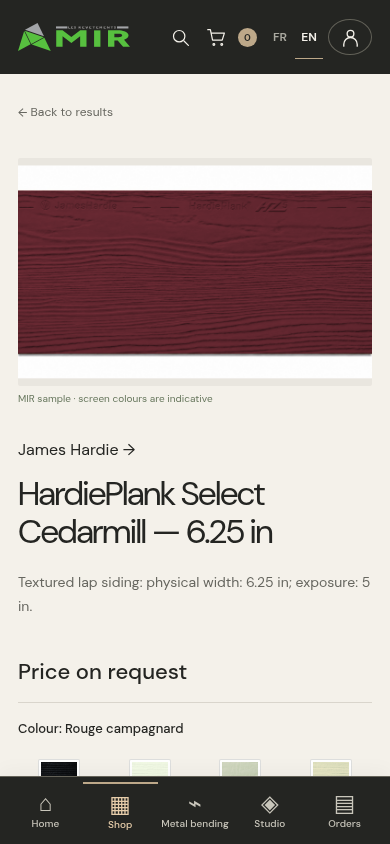 LES REVÊTEMENTS
MIR
0
FR
EN
← Back to results
MIR sample · screen colours are indicative
James Hardie →
HardiePlank Select
Cedarmill — 6.25 in
Textured lap siding: physical width: 6.25 in; exposure: 5
in.
Price on request
Colour: Rouge campagnard
Home
Shop
Metal bending
Studio
Orders